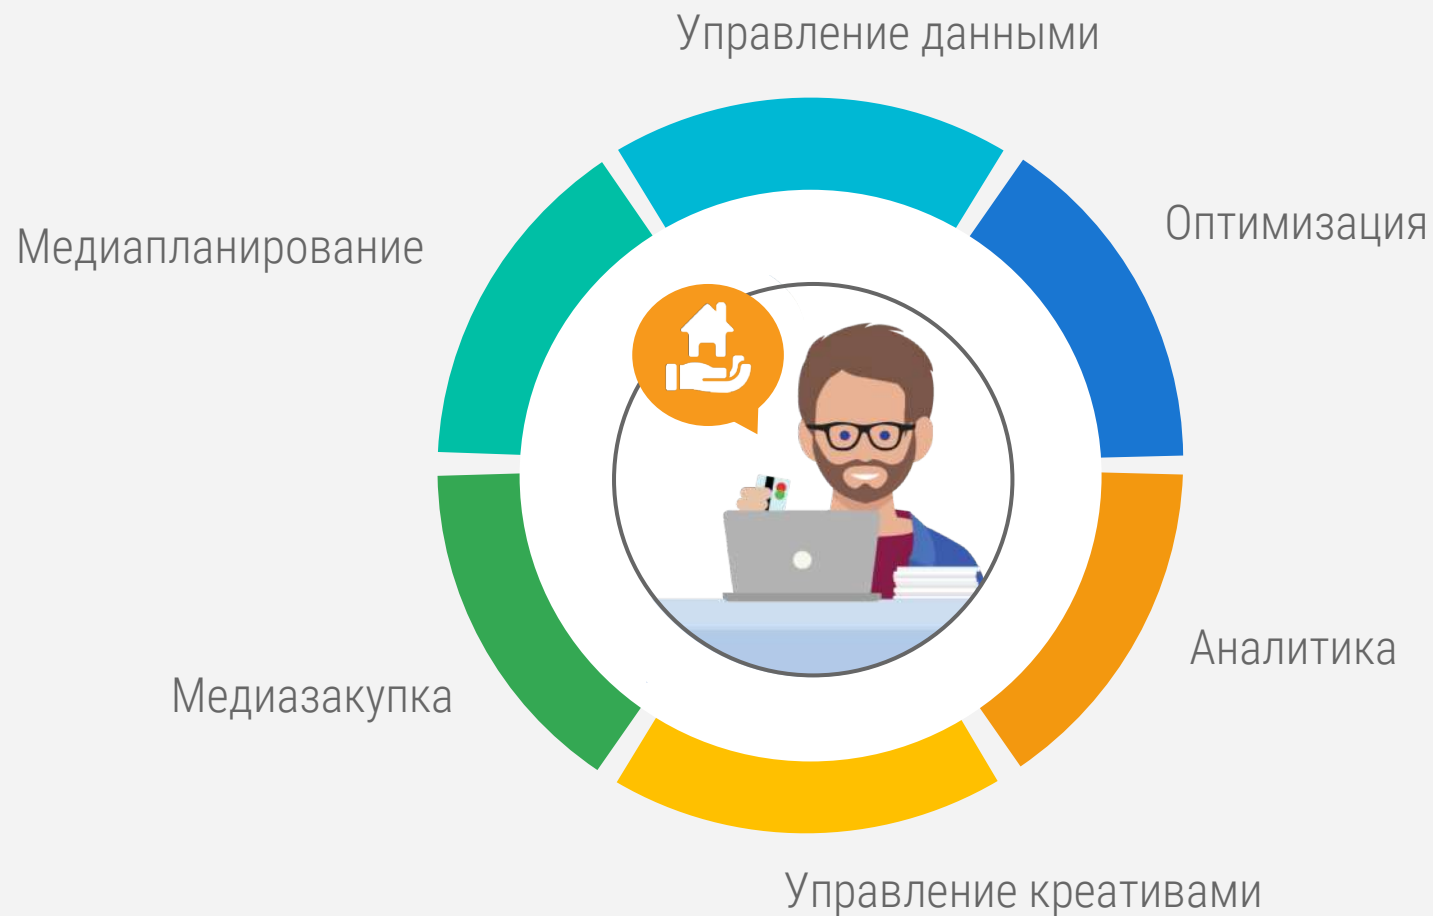 Управление данными
Оптимизация
Медиапланирование
Аналитика
Медиазакупка
Управление креативами